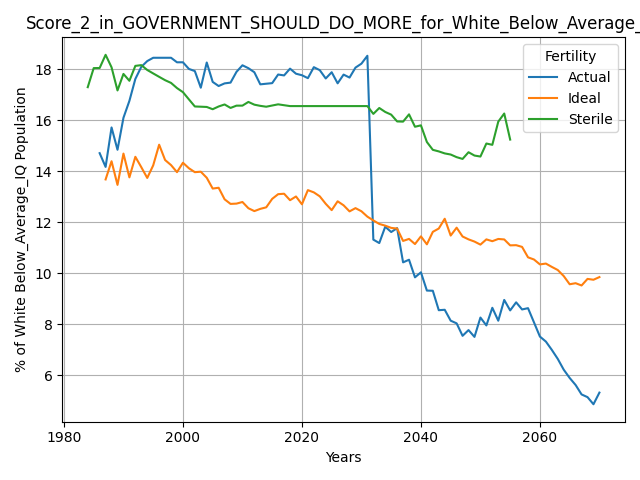 Score_2_in_GOVERNMENT_SHOULD_DO_MORE_for_White_Below_Average_
Fertility
Actual
Ideal
Sterile
% of White Below_Average_IQ Population
18
16
14
12
10
8
6
1980 2000 2020 2040 2060
Years